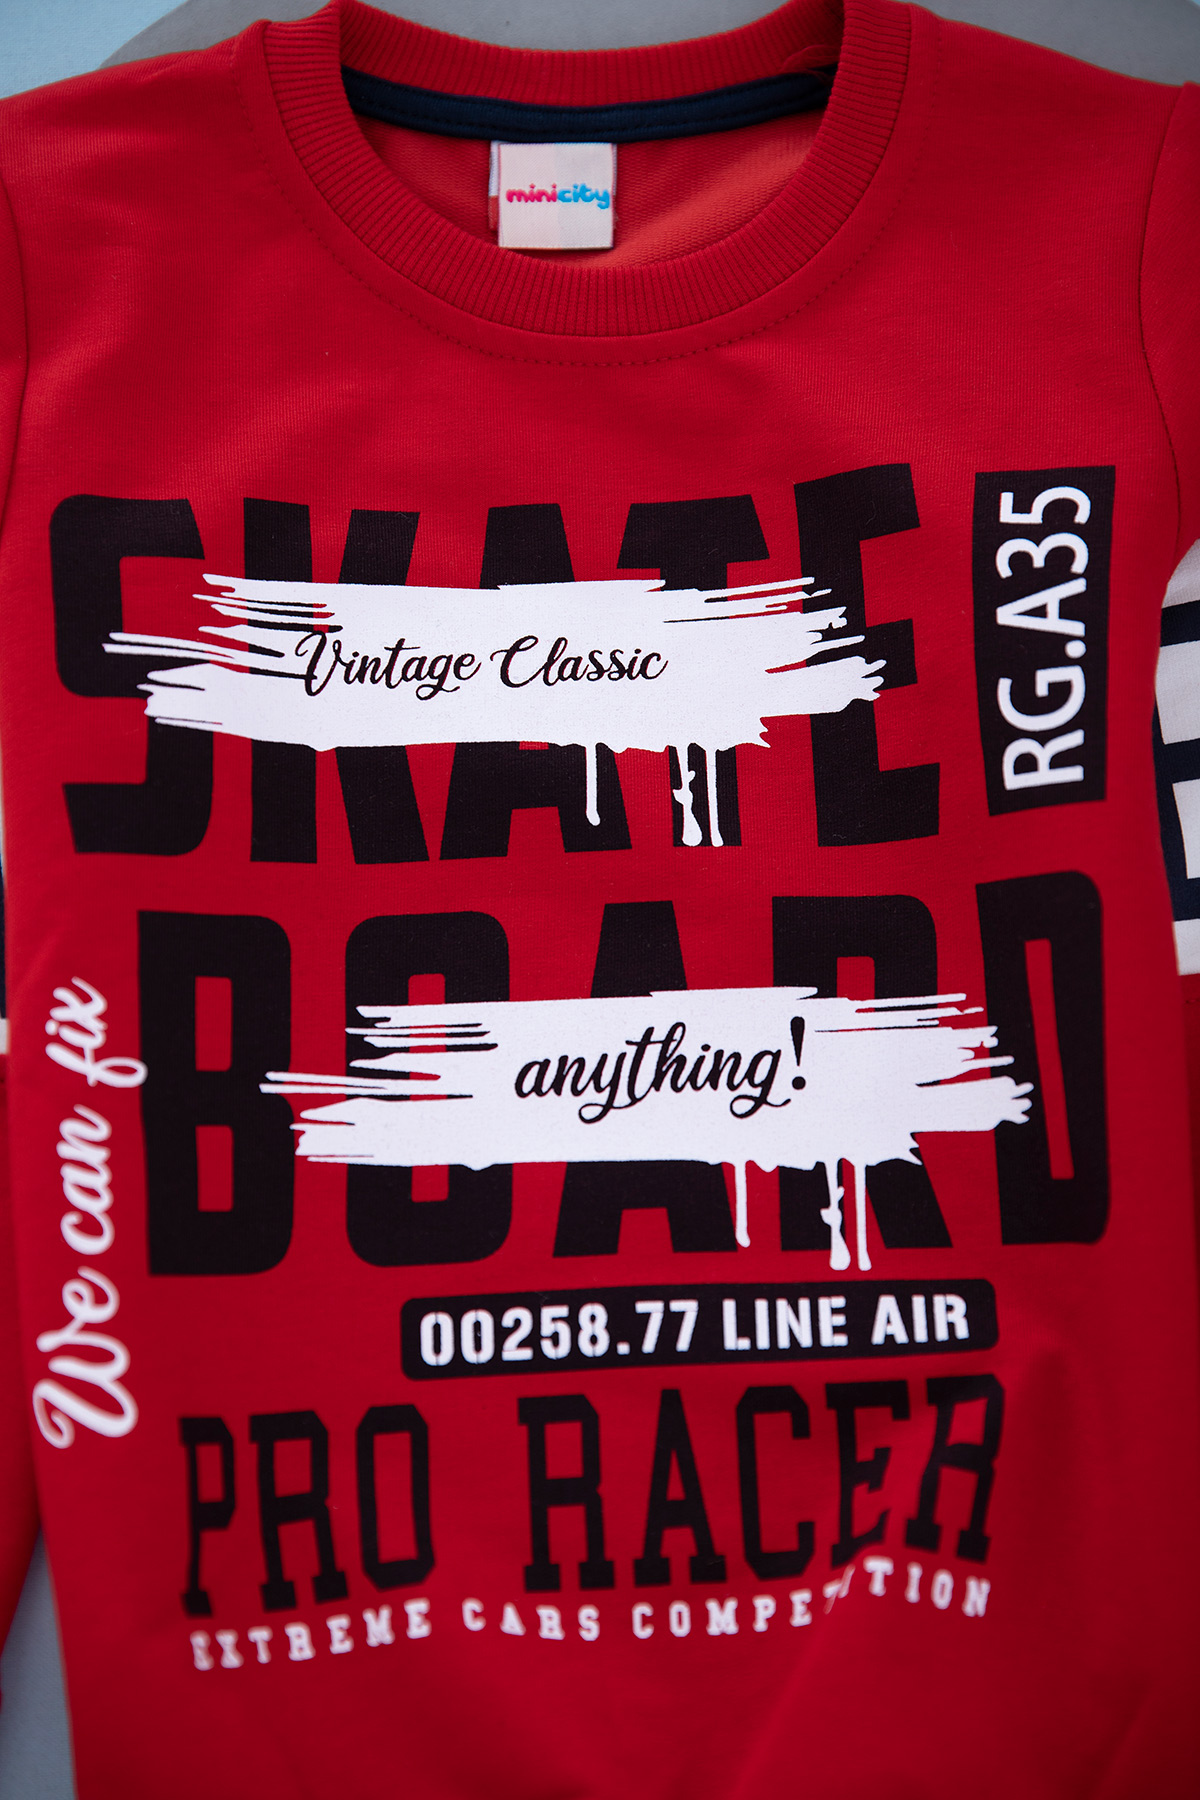 minicity
SKATE
Vintage Classic
RG.A35
BOARD
anything!
We can fix
00258.77 LINE AIR
PRO RACER
EXTREME CARS COMPETITION